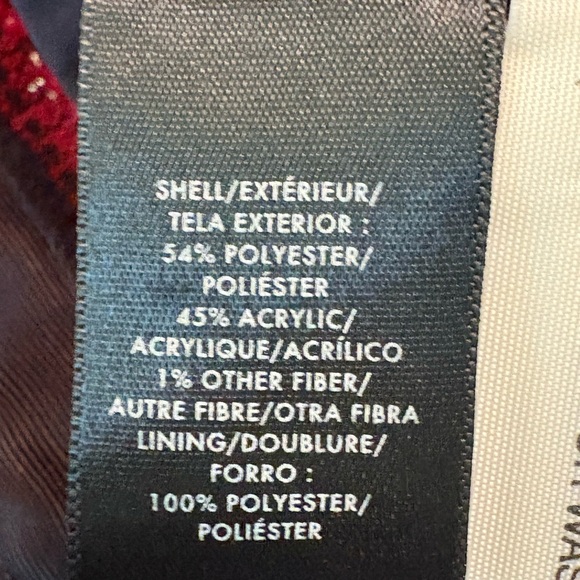 SHELL/EXTÉRIEUR/
TELA EXTERIOR :
54% POLYESTER/
POLIÉSTER
45% ACRYLIC/
ACRYLIQUE/ACRÍLICO
1% OTHER FIBER/
AUTRE FIBRE/OTRA FIBRA
LINING/DOUBLURE/
FORRO :
100% POLYESTER/
POLIÉSTER